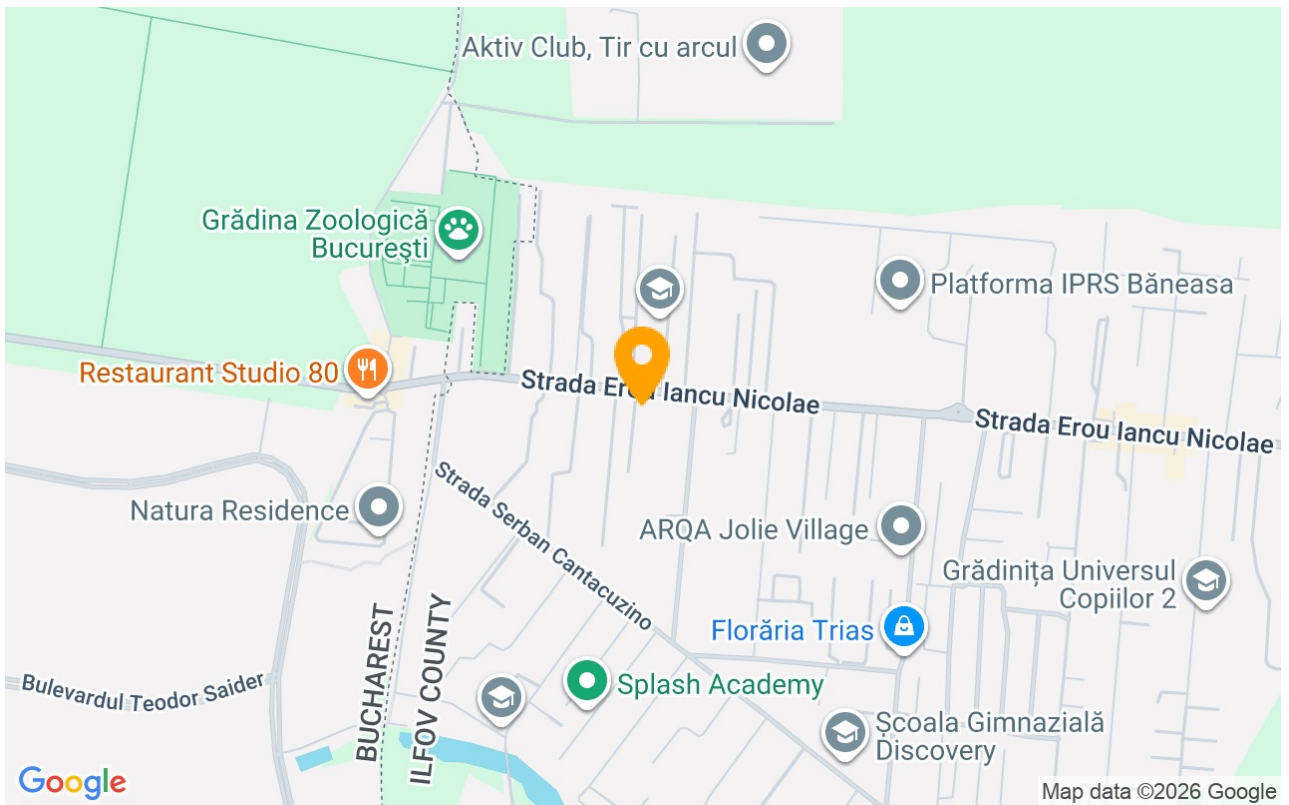 Aktiv Club, Tir cu arcul
Grădina Zoologică
București
Platforma IPRS Băneasa
Restaurant Studio 80
Strada Erou Iancu Nicolae
Strada Erou Iancu Nicolae
Strada Serban Cantacuzino
Natura Residence
ARQA Jolie Village
Grădinița Universul
Copiilor 2
Florăria Trias
BUCHAREST
ILFOV COUNTY
Bulevardul Teodor Saider
Splash Academy
Școala Gimnazială
Discovery
Google
Map data ©2026 Google